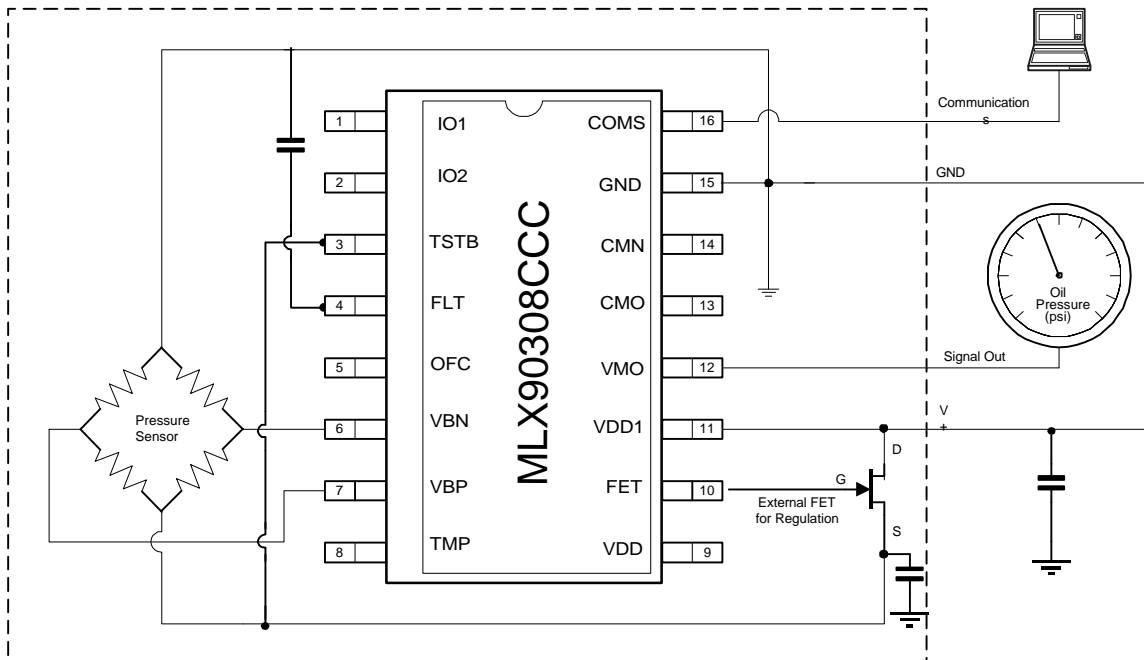 Communication
s
1 IO1 COMS 16
2 IO2 GND 15
GND
3 TSTB CMN 14
4 FLT CMO 13
Oil
Pressure
(psi)
5 OFC VMO 12
Signal Out
MLX90308CCC
Pressure
Sensor
6 VBN VDD1 11
V
+
D
7 VBP FET 10
G
External FET
for Regulation
S
8 TMP VDD 9